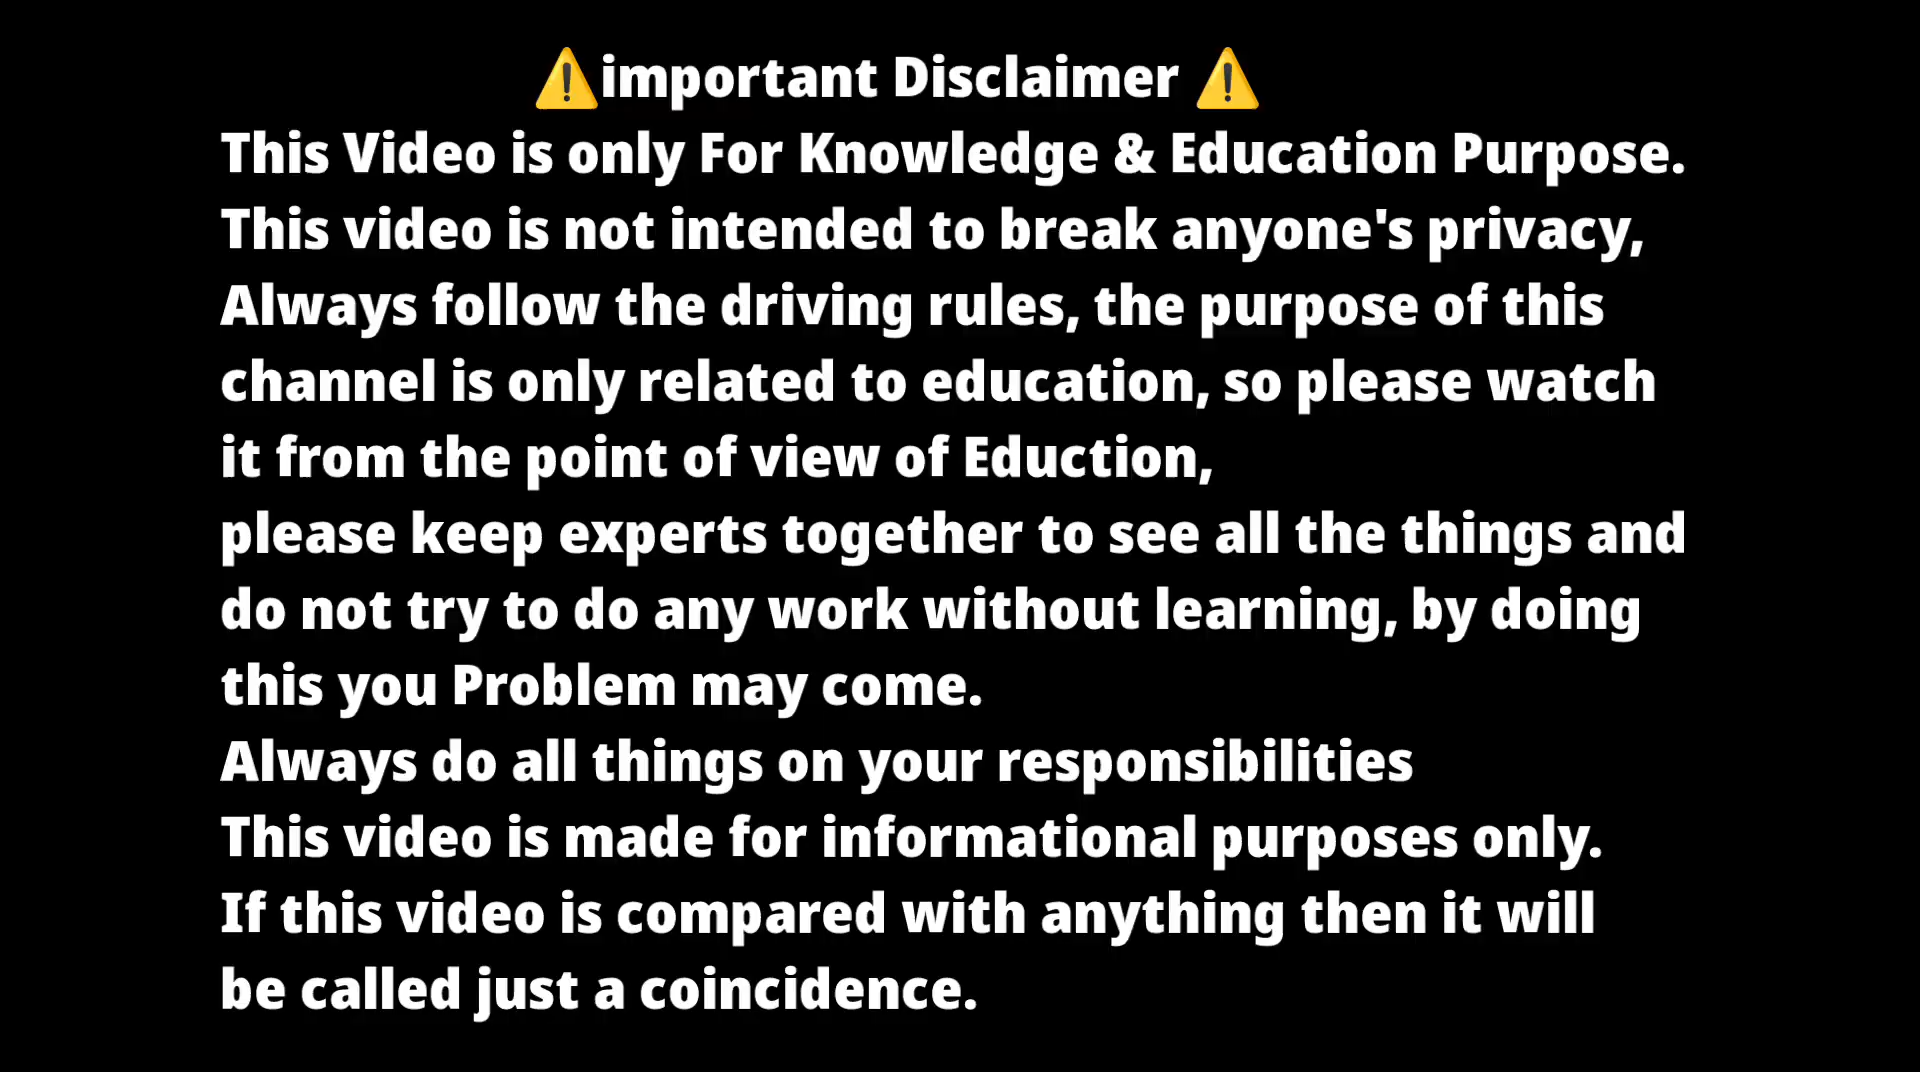 ⚠️important Disclaimer ⚠️
This Video is only For Knowledge & Education Purpose.
This video is not intended to break anyone's privacy,
Always follow the driving rules, the purpose of this
channel is only related to education, so please watch
it from the point of view of Eduction,
please keep experts together to see all the things and
do not try to do any work without learning, by doing
this you Problem may come.
Always do all things on your responsibilities
This video is made for informational purposes only.
If this video is compared with anything then it will
be called just a coincidence.